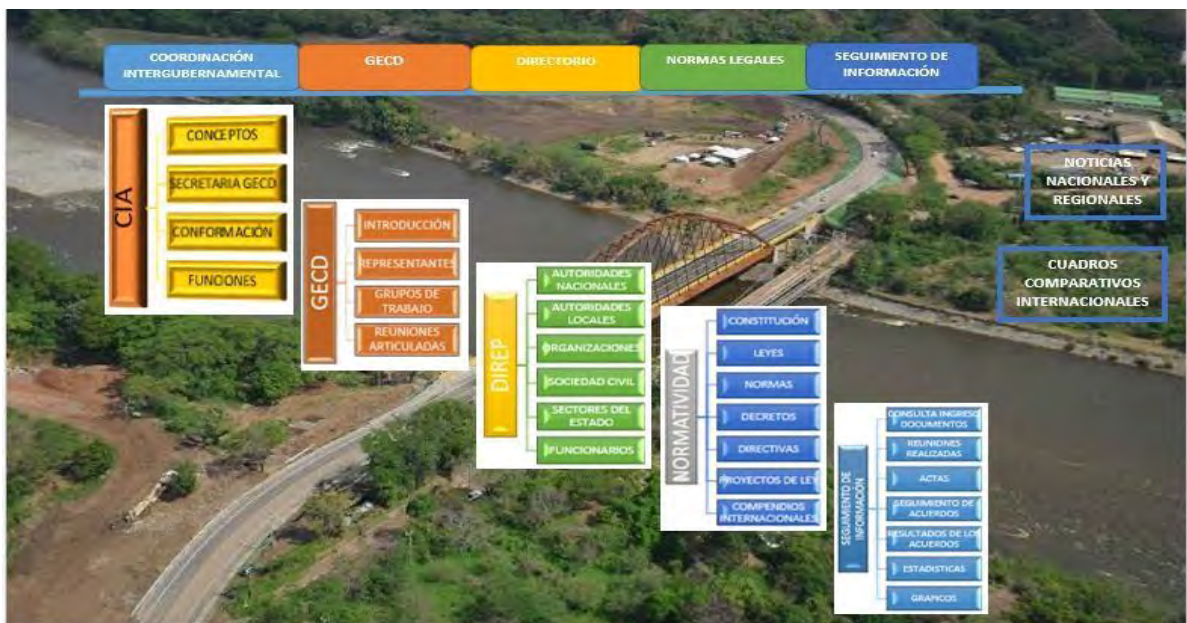 COORDINACIÓN
INTERGUBERNAMENTAL
GECD
DIRECTORIO
NORMAS LEGALES
SEGUIMIENTO DE
INFORMACIÓN
CIA
CONCEPTOS
SECRETARIA GECD
CONFORMACIÓN
FUNCIONES
GECD
INTRODUCCIÓN
REPRESENTANTES
GRUPOS DE
TRABAJO
REUNIONES
ARTICULADAS
DIREP
AUTORIDADES
NACIONALES
AUTORIDADES
LOCALES
ORGANIZACIONES
SOCIEDAD CIVIL
SECTORES DEL
ESTADO
FUNCIONARIOS
NORMATIVIDAD
CONSTITUCIÓN
LEYES
NORMAS
DECRETOS
DIRECTIVAS
PROYECTOS DE LEY
COMPENDIOS
INTERNACIONALES
SEGUIMIENTO DE
INFORMACIÓN
CONSULTA INGRESO
DOCUMENTOS
REUNIONES
REALIZADAS
ACTAS
SEGUIMIENTO DE
ACUERDOS
RESULTADOS DE LOS
ACUERDOS
ESTADISTICAS
GRAFICOS
NOTICIAS
NACIONALES Y
REGIONALES
CUADROS
COMPARATIVOS
INTERNACIONALES